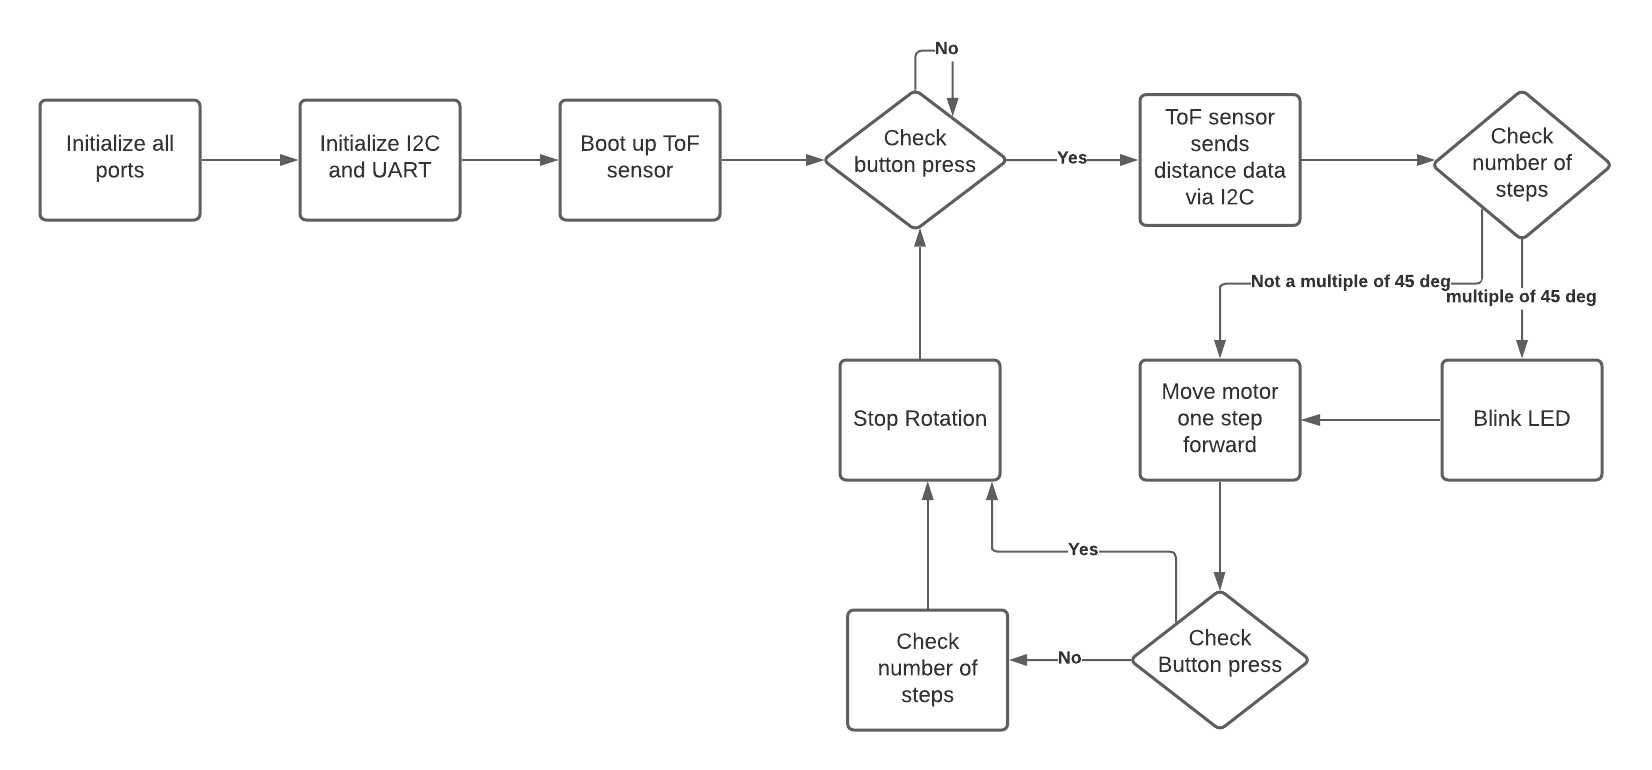 No
Initialize all
ports
Initialize I2C
and UART
Boot up ToF
sensor
Check
button press
Yes
ToF sensor
sends
distance data
via I2C
Check
number of
steps
Not a multiple of 45 deg
multiple of 45 deg
Stop Rotation
Move motor
one step
forward
Blink LED
Yes
Check
number of
steps
No
Check
Button press